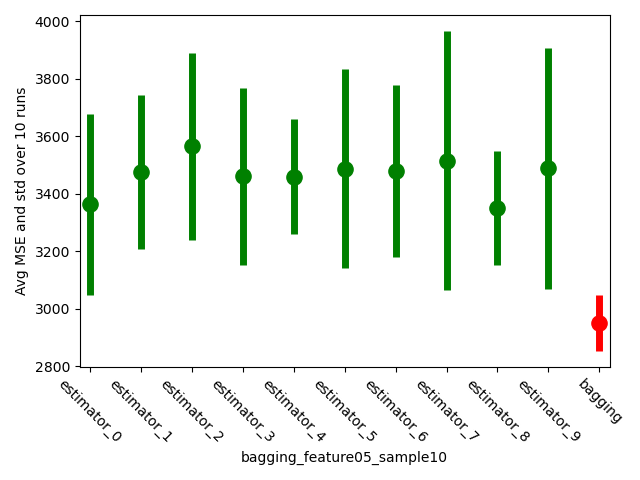 4000
3800
3600
3400
3200
3000
2800
Avg MSE and std over 10 runs
estimator_0
estimator_1
estimator_2
estimator_3
estimator_4
estimator_5
estimator_6
estimator_7
estimator_8
estimator_9
bagging
bagging_feature05_sample10